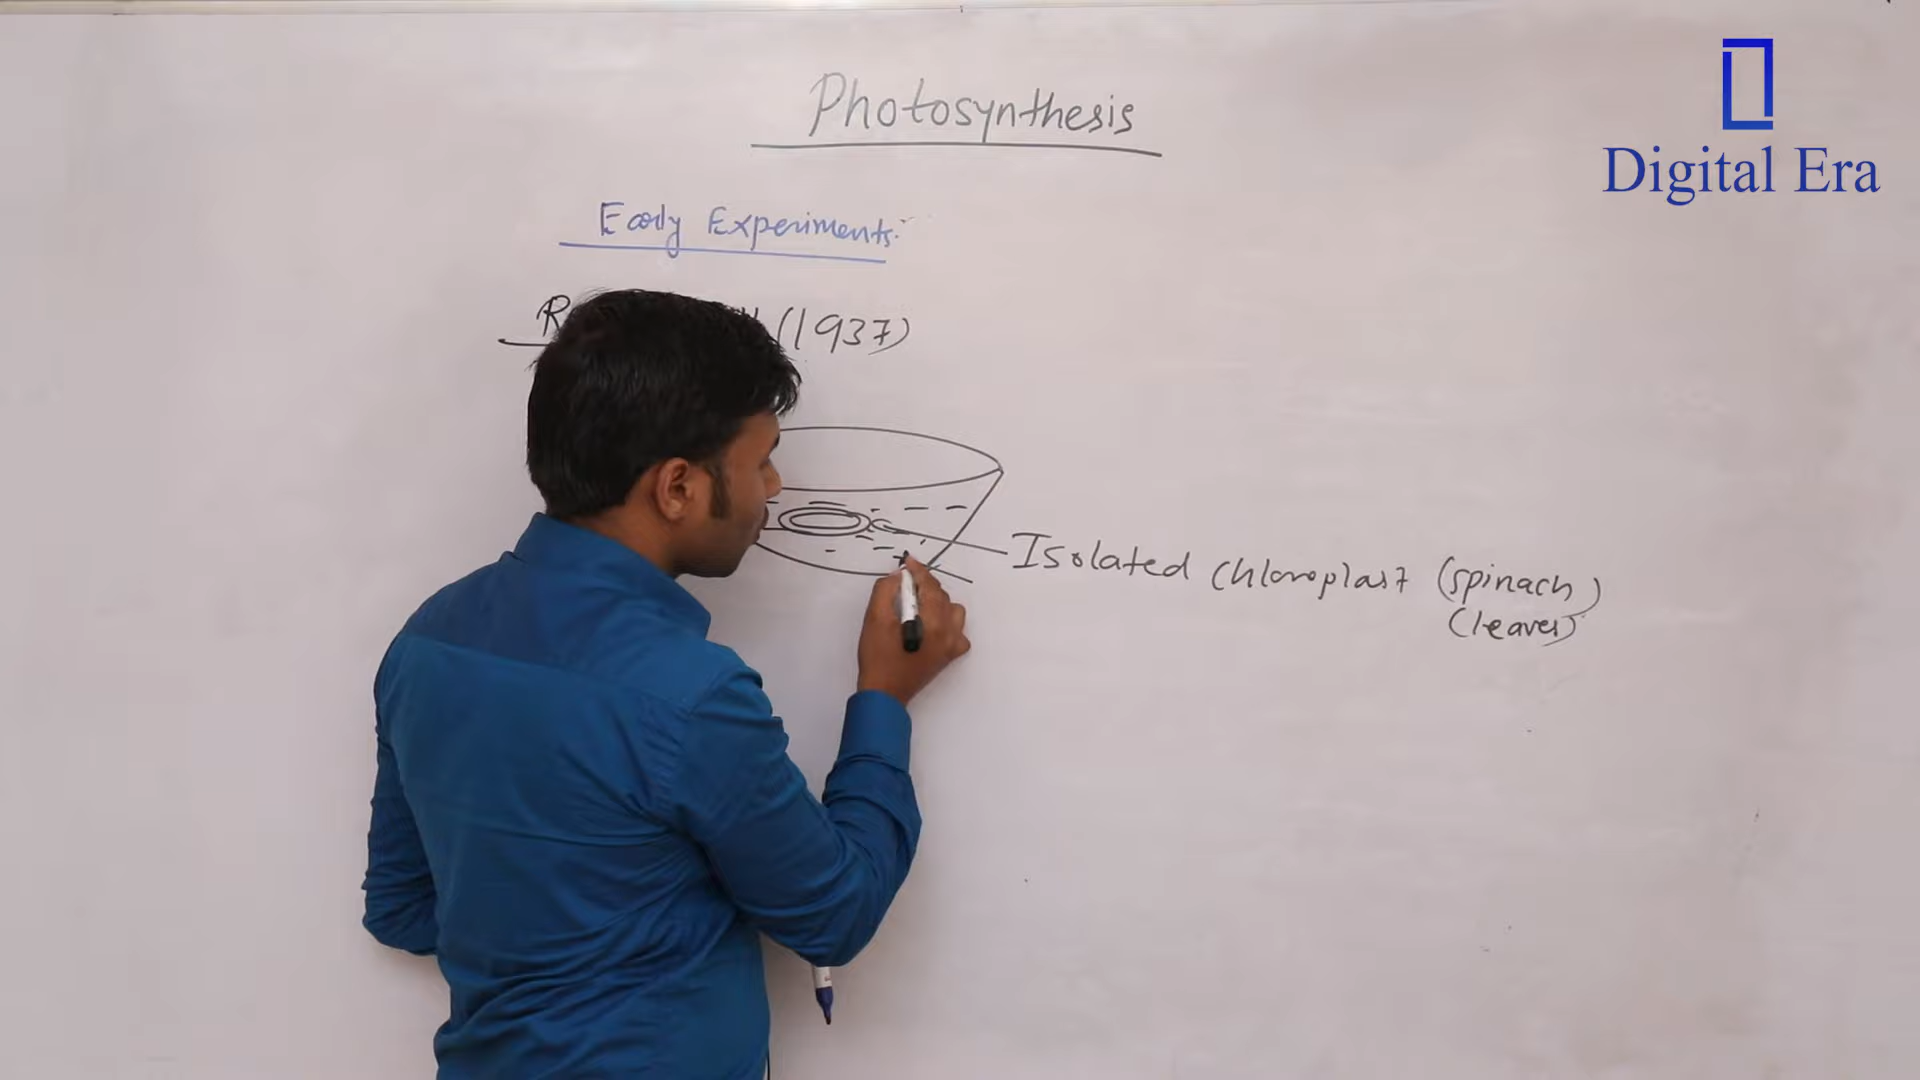 Photosynthesis
Digital Era
Early Experiments:
(1937)
Isolated chloroplast (spinach)
(leaves)